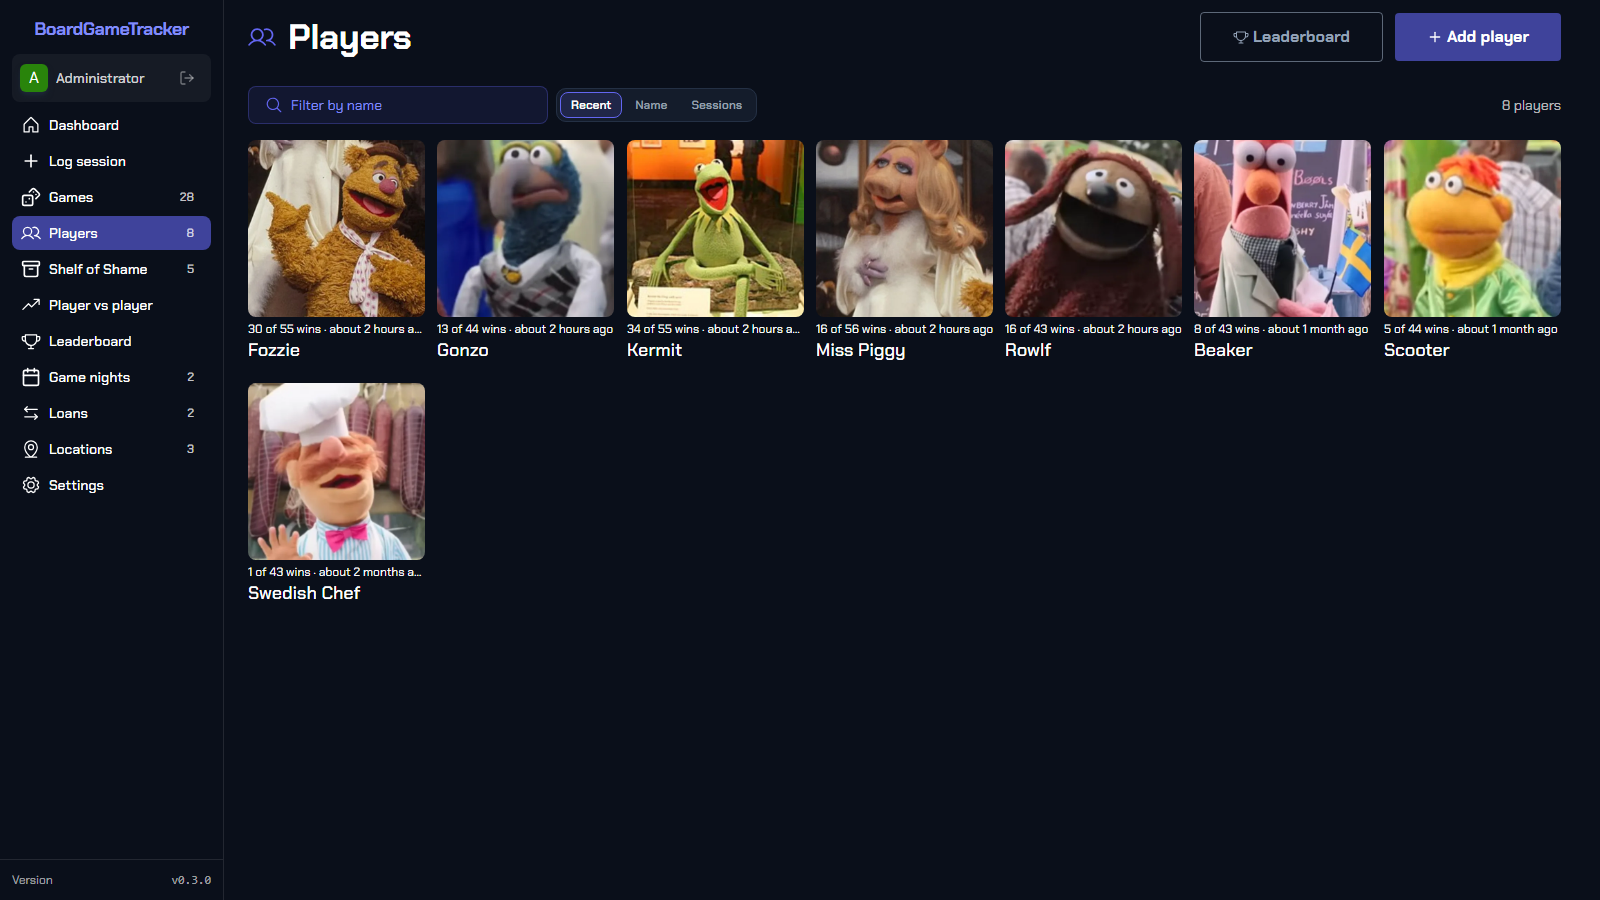 BoardGameTracker
A Administrator
Dashboard
Log session
Games 28
Players 8
Shelf of Shame 5
Player vs player
Leaderboard
Game nights 2
Loans 2
Locations 3
Settings
Version v0.3.0
Players
Leaderboard
+ Add player
Filter by name
Recent Name Sessions
8 players
30 of 55 wins · about 2 hours a...
Fozzie
13 of 44 wins · about 2 hours ago
Gonzo
34 of 55 wins · about 2 hours a...
Kermit
16 of 56 wins · about 2 hours ago
Miss Piggy
16 of 43 wins · about 2 hours ago
Rowlf
8 of 43 wins · about 1 month ago
Beaker
5 of 44 wins · about 1 month ago
Scooter
1 of 43 wins · about 2 months a...
Swedish Chef